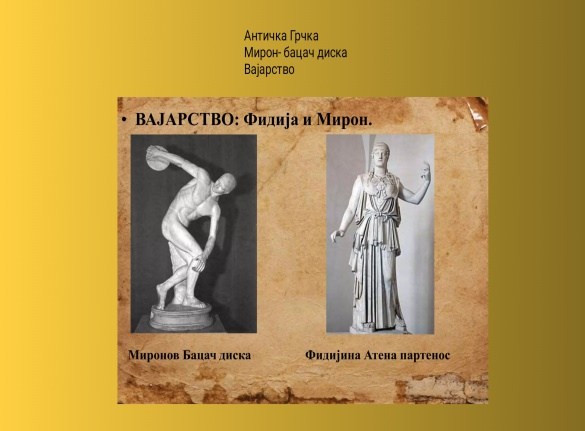 Античка Грчка
Мирон- бацач диска
Вајарство
• ВАЈАРСТВО: Фидија и Мирон.
Миронов Бацач диска
Фидијина Атена партенос